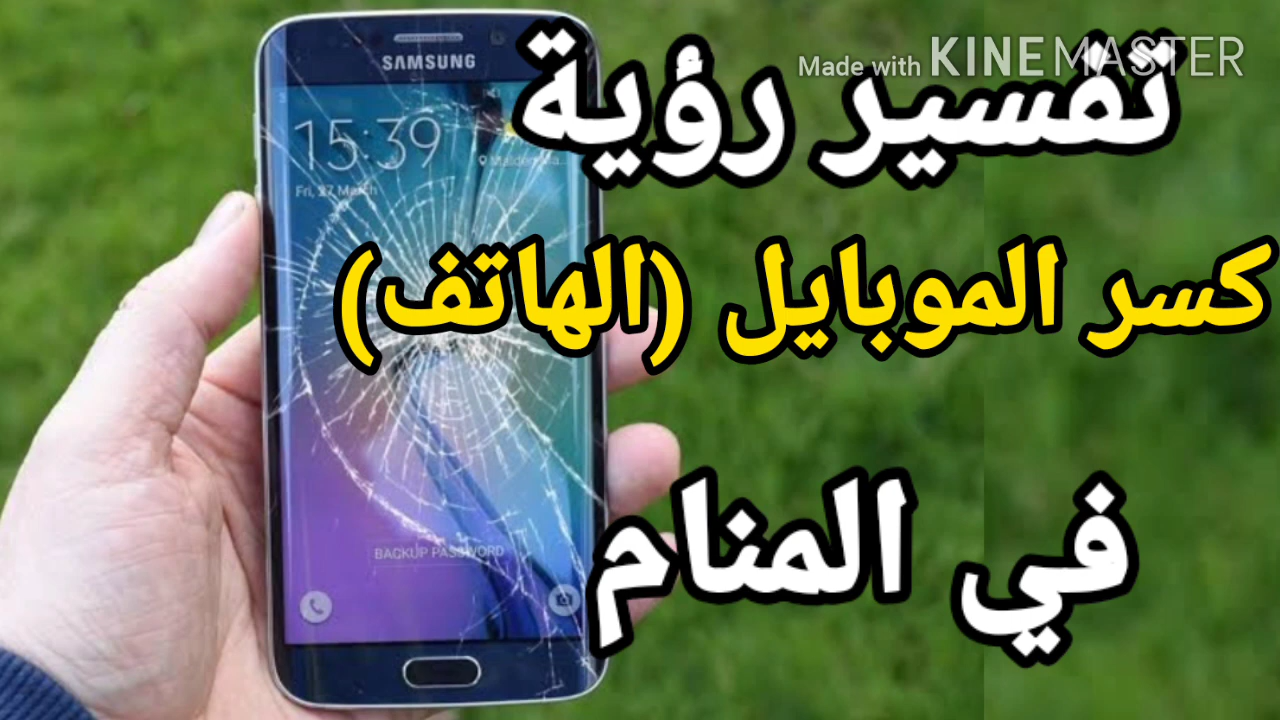 Made with KINEMASTER
تفسير رؤية
كسر الموبايل (الهاتف)
في المنام
SAMSUNG
15:39
Fri, 27 March
BACKUP PASSWORD